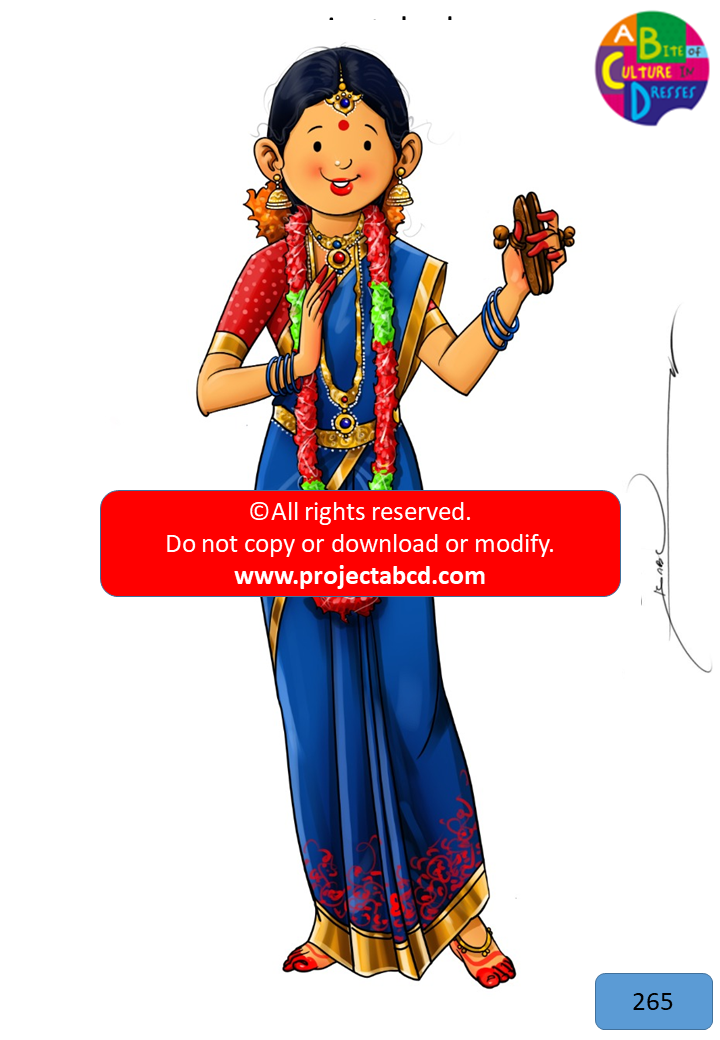 A BITE OF
CULTURE IN
DRESSES
©All rights reserved.
Do not copy or download or modify.
www.projectabcd.com
265